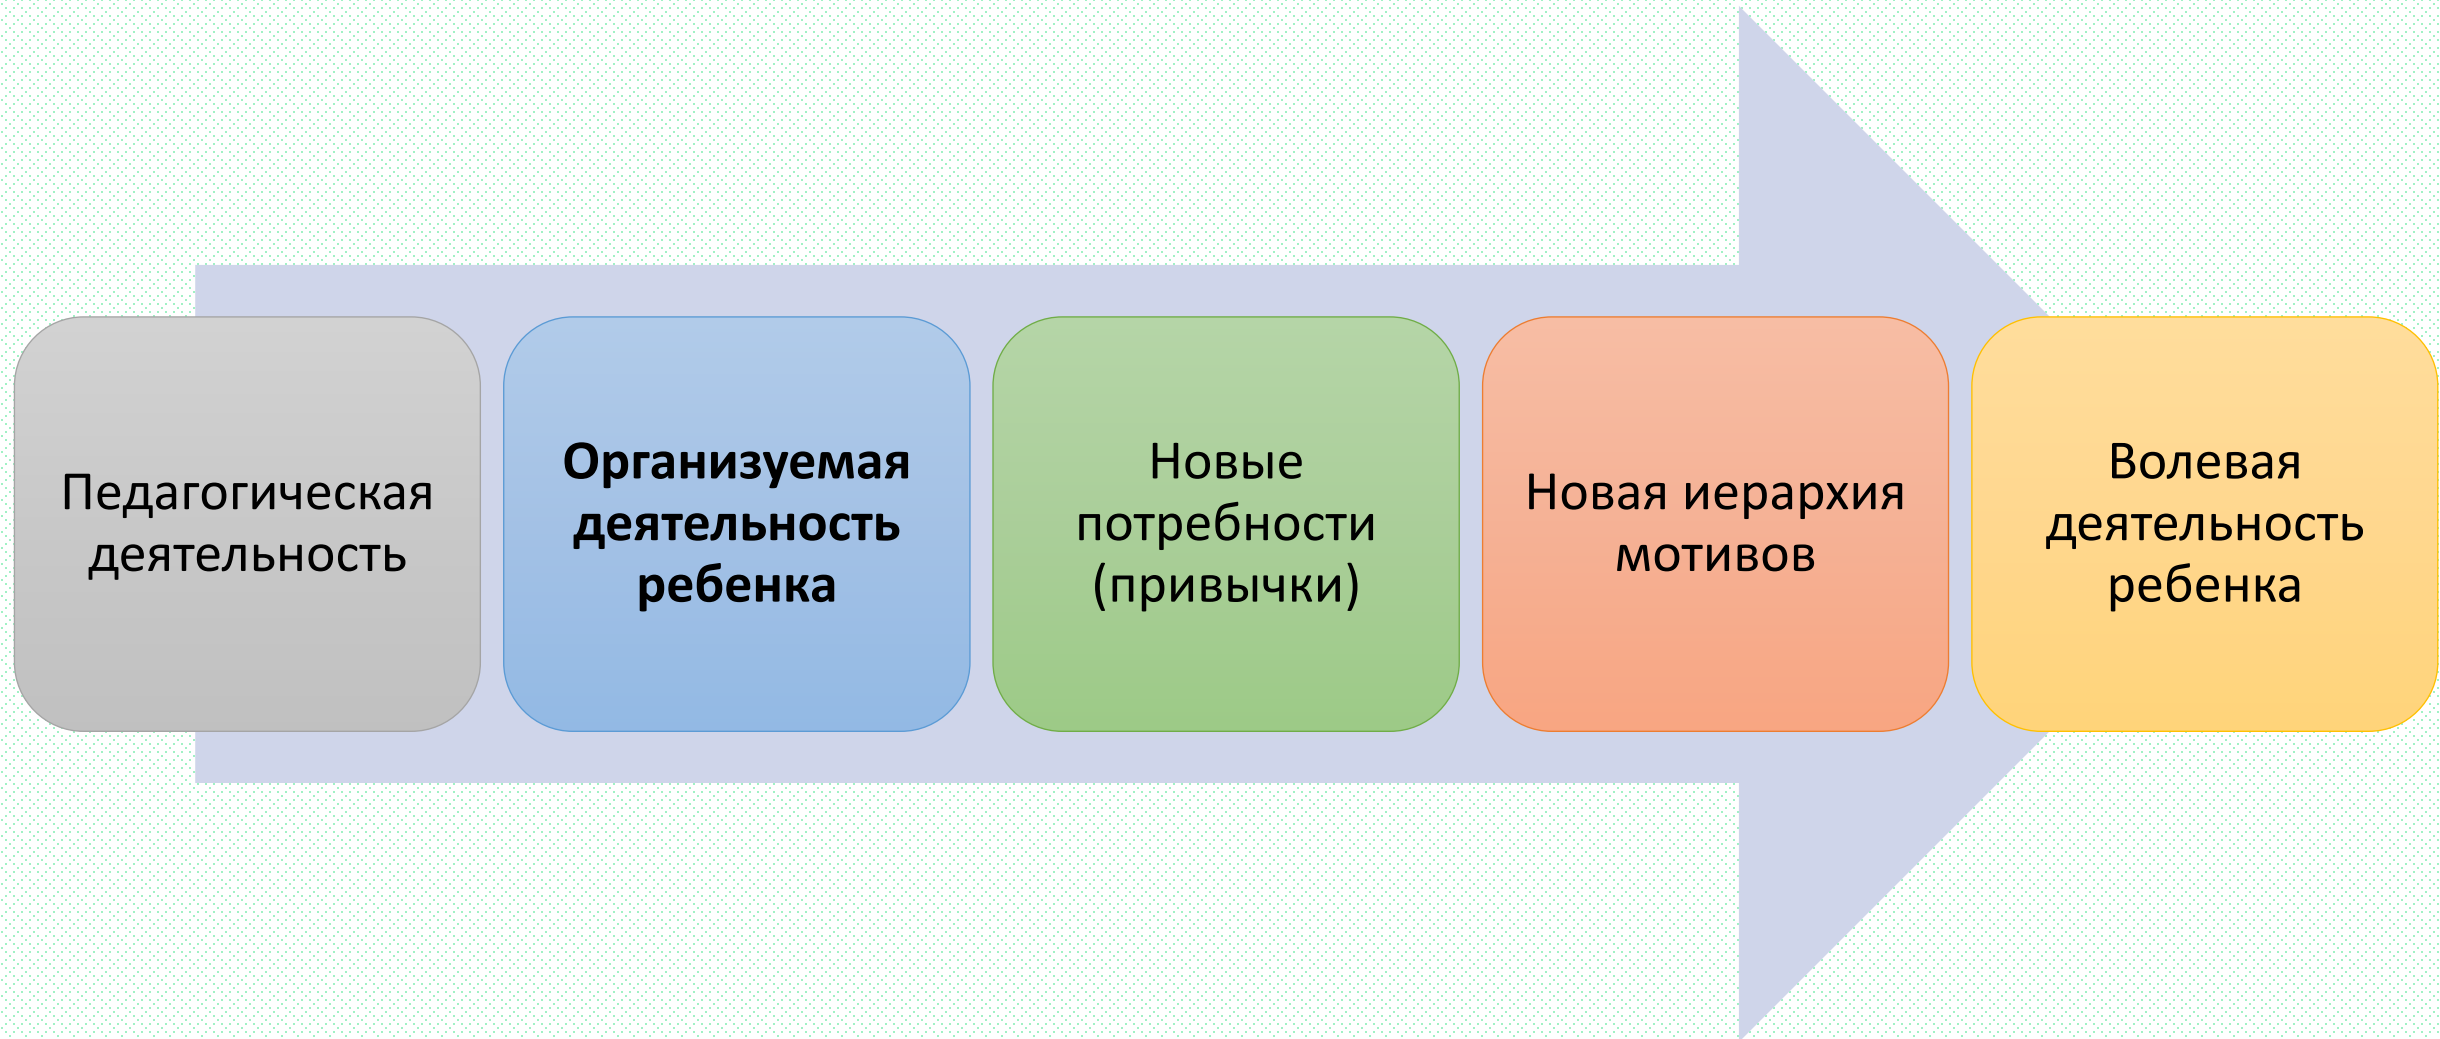 Педагогическая
деятельность
Организуемая
деятельность
ребенка
Новые
потребности
(привычки)
Новая иерархия
мотивов
Волевая
деятельность
ребенка